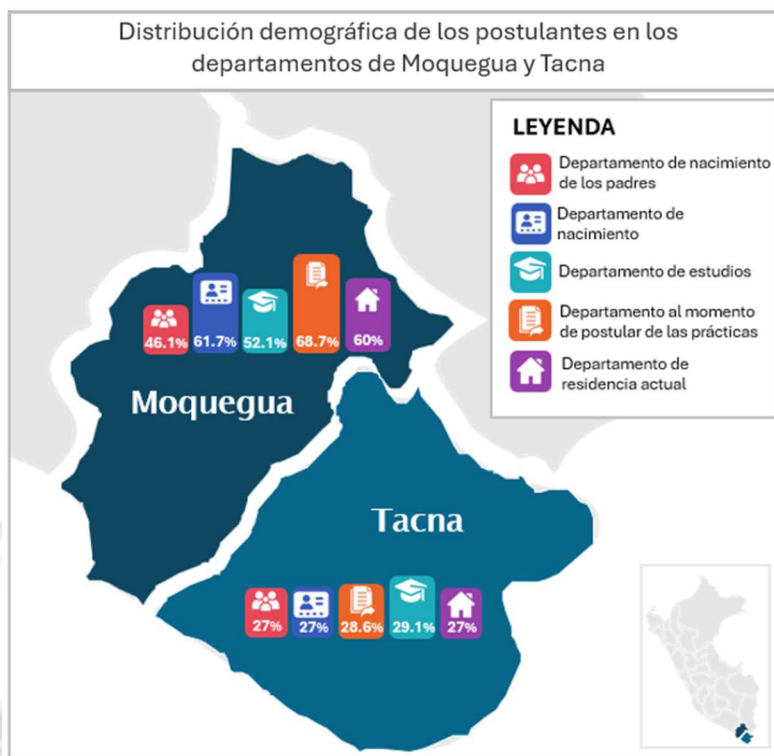 Distribución demográfica de los postulantes en los
departamentos de Moquegua y Tacna
LEYENDA
Departamento de nacimiento
de los padres
Departamento de
nacimiento
Departamento de estudios
Departamento al momento
de postular de las prácticas
Departamento de
residencia actual
46.1% 61.7% 52.1% 68.7% 60%
Moquegua
Tacna
27% 27% 28.6% 29.1% 27%